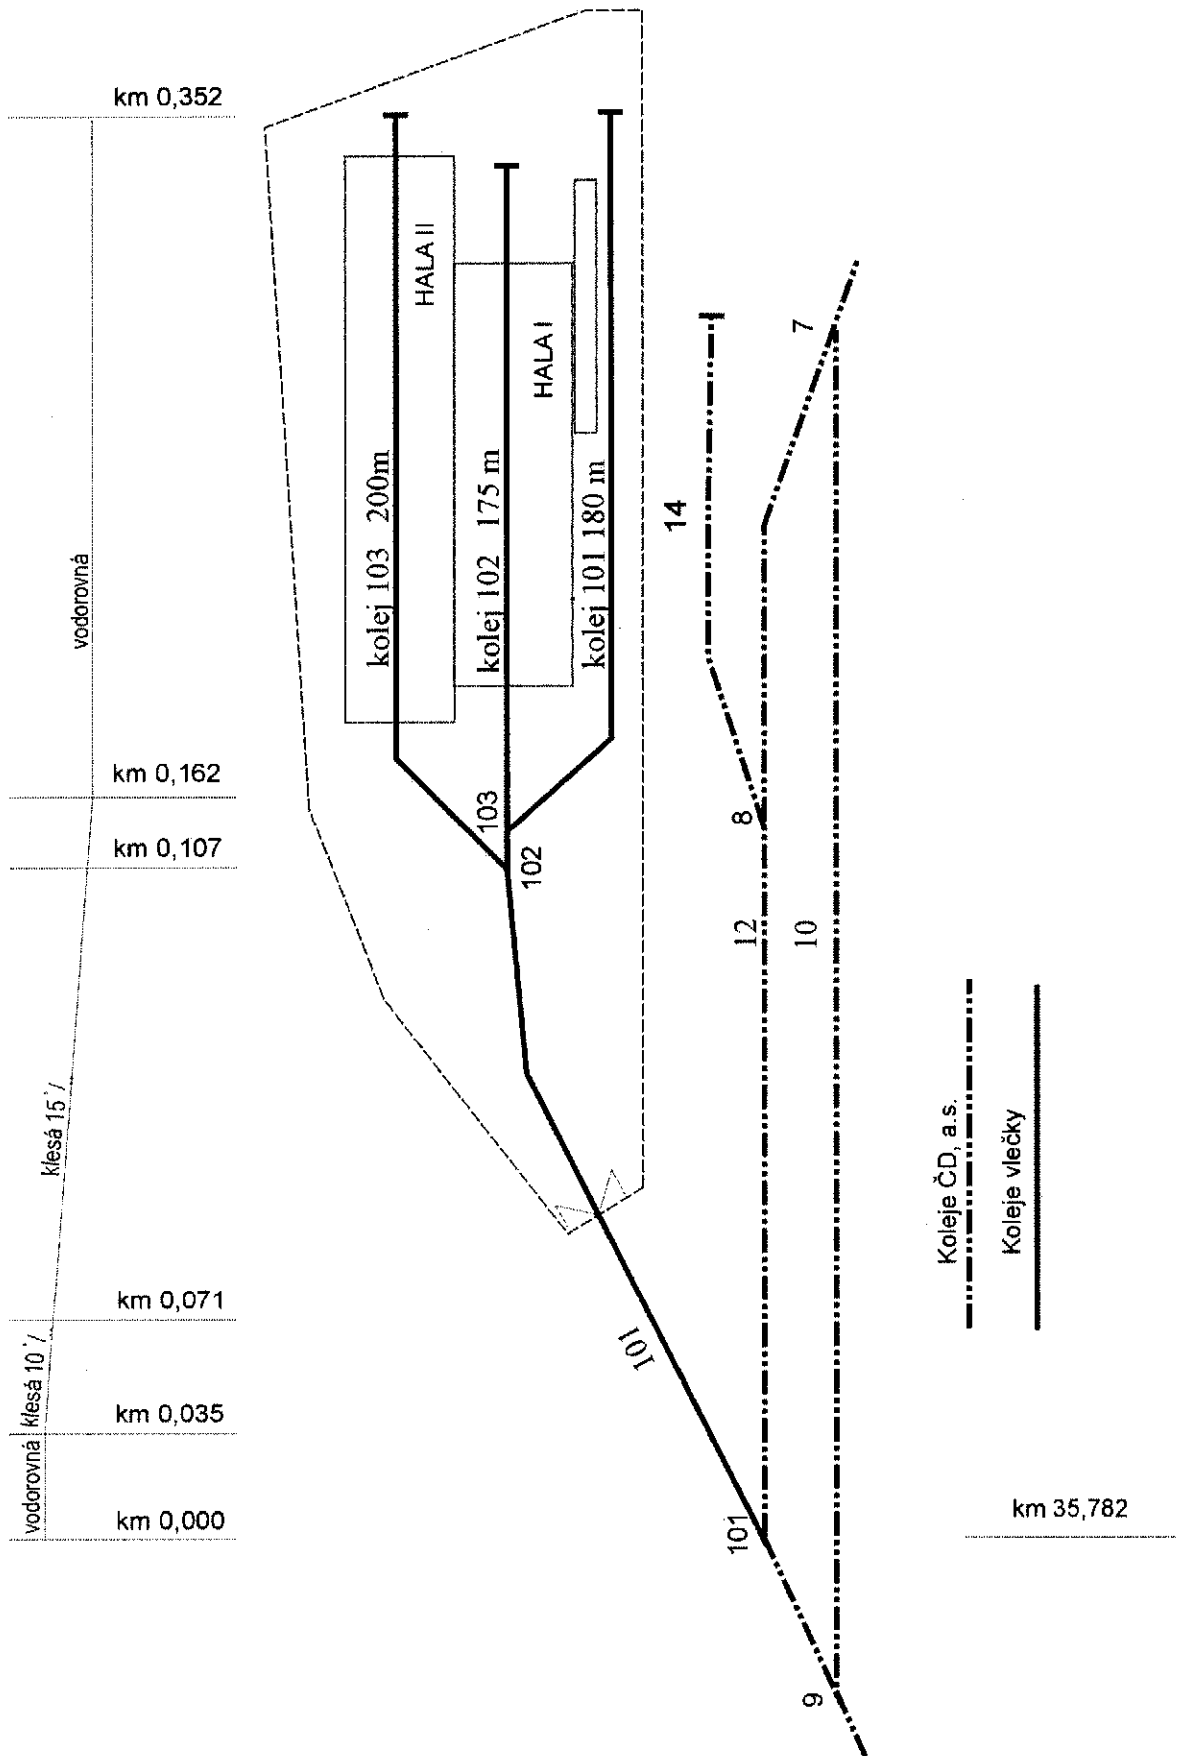 km 0,352
vodorovná
km 0,162
km 0,107
klesá 15°/
km 0,071
klesá 10°/
km 0,035
vodorovná
km 0,000
HALA II
HALA I
kolej 103 200m
kolej 102 175 m
kolej 101 180 m
103
102
101
101
14
7
8
12
10
9
Koleje ČD, a.s.
Koleje vlečky
km 35,782